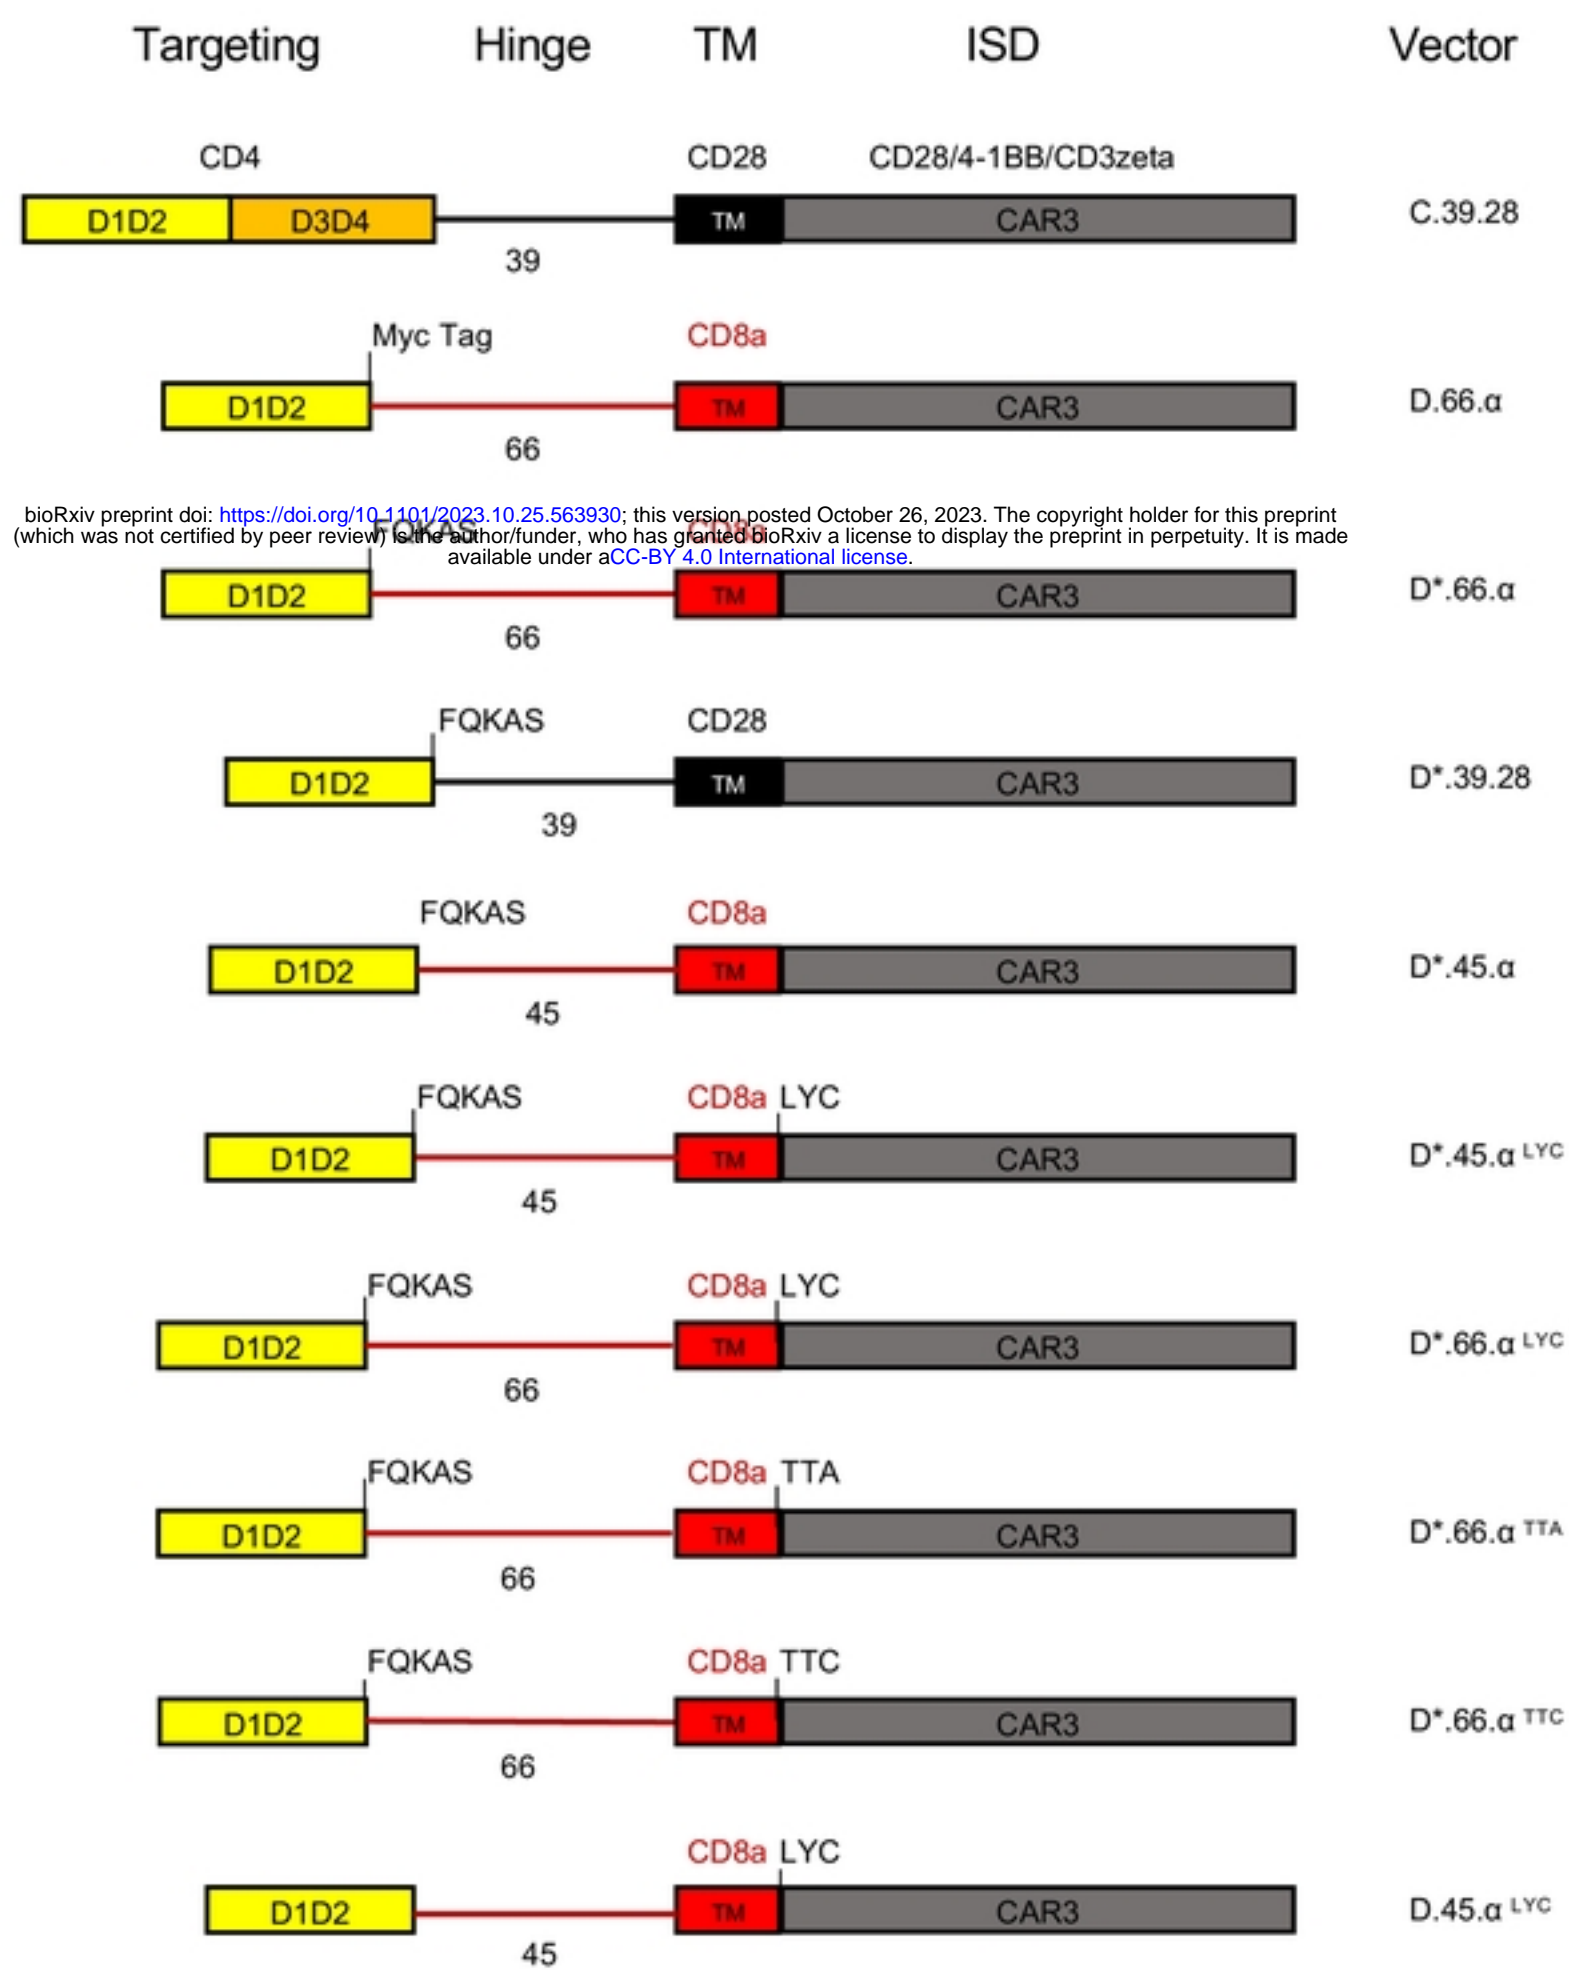 Targeting Hinge TM ISD Vector
CD4 CD28 CD28/4-1BB/CD3zeta
D1D2 D3D4 TM CAR3 C.39.28
39
Myc Tag CD8a
D1D2 TM CAR3 D.66.α
66
bioRxiv preprint doi: https://doi.org/10.1101/2023.10.25.563930; this version posted October 26, 2023. The copyright holder for this preprint
(which was not certified by peer review) is the author/funder, who has granted bioRxiv a license to display the preprint in perpetuity. It is made
available under aCC-BY 4.0 International license.
FQKAS CD8a
D1D2 TM CAR3 D*.66.α
66
FQKAS CD28
D1D2 TM CAR3 D*.39.28
39
FQKAS CD8a
D1D2 TM CAR3 D*.45.α
45
FQKAS CD8a LYC
D1D2 TM CAR3 D*.45.α LYC
45
FQKAS CD8a LYC
D1D2 TM CAR3 D*.66.α LYC
66
FQKAS CD8a TTA
D1D2 TM CAR3 D*.66.α TTA
66
FQKAS CD8a TTC
D1D2 TM CAR3 D*.66.α TTC
66
CD8a LYC
D1D2 TM CAR3 D.45.α LYC
45